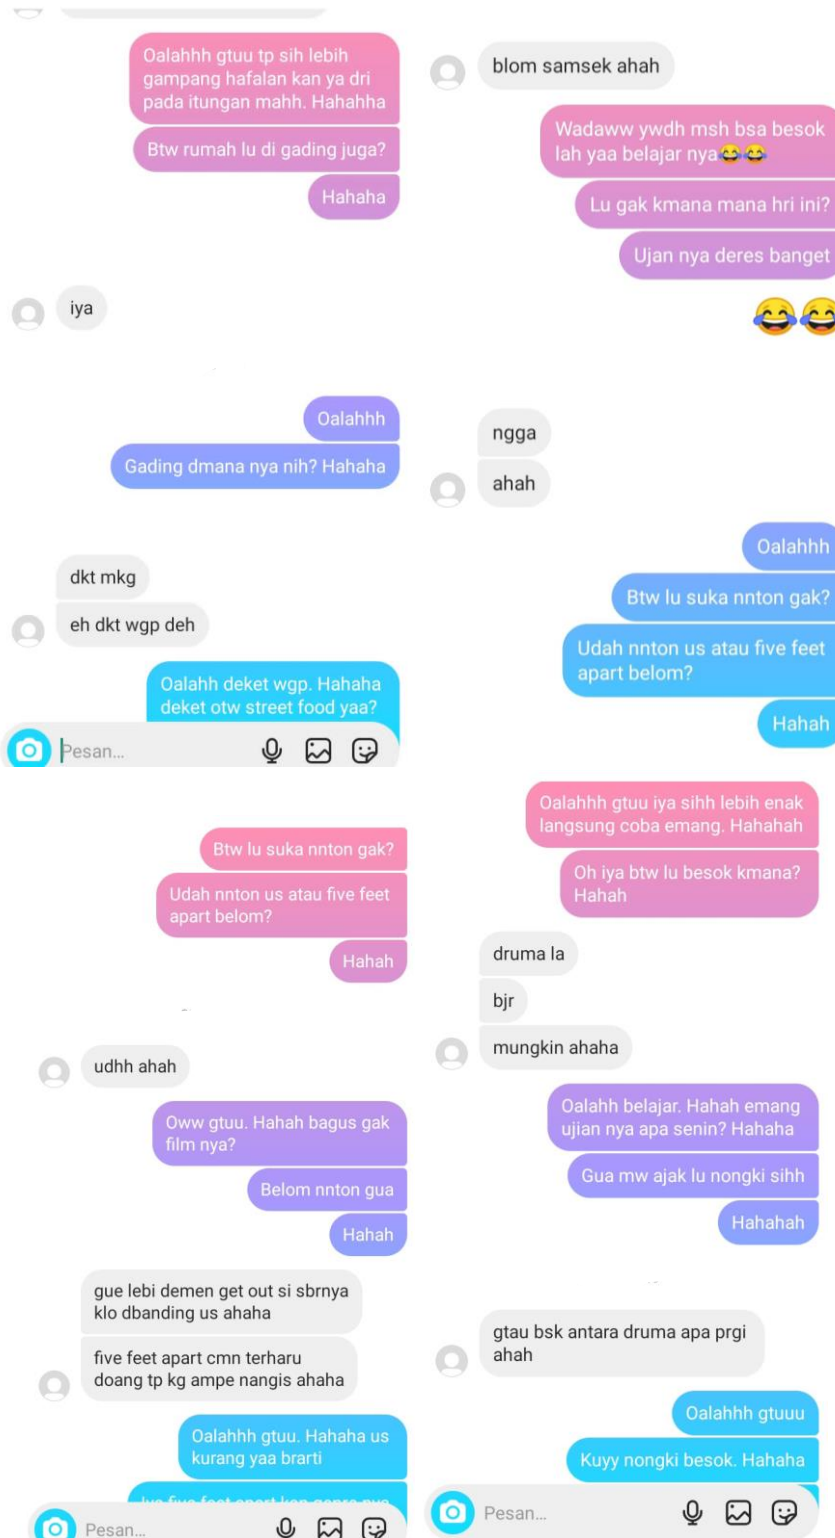 Oalahhh gtuu tp sih lebih
gampang hafalan kan ya dri
pada itungan mahh. Hahahha
Btw rumah lu di gading juga?
Hahaha
iya
Oalahhh
Gading dmana nya nih? Hahaha
dkt mkg
eh dkt wgp deh
Oalahh deket wgp. Hahaha
deket otw street food yaa?
Pesan...
blom samsek ahah
Wadaww ywdh msh bsa besok
lah yaa belajar nya😂😂
Lu gak kmana mana hri ini?
Ujan nya deres banget
😂😂
ngga
ahah
Oalahhh
Btw lu suka nnton gak?
Udah nnton us atau five feet
apart belom?
Hahah
Btw lu suka nnton gak?
Udah nnton us atau five feet
apart belom?
Hahah
udhh ahah
Oww gtuu. Hahah bagus gak
film nya?
Belom nnton gua
Hahah
gue lebi demen get out si sbrnya
klo dbanding us ahaha
five feet apart cmn terharu
doang tp kg ampe nangis ahaha
Oalahhh gtuu. Hahaha us
kurang yaa brarti
Pesan...
Oalahhh gtuu iya sihh lebih enak
langsung coba emang. Hahahah
Oh iya btw lu besok kmana?
Hahah
druma la
bjr
mungkin ahaha
Oalahh belajar. Hahah emang
ujian nya apa senin? Hahaha
Gua mw ajak lu nongki sihh
Hahahah
gtau bsk antara druma apa prgi
ahah
Oalahhh gtuuu
Kuyy nongki besok. Hahaha
Pesan...